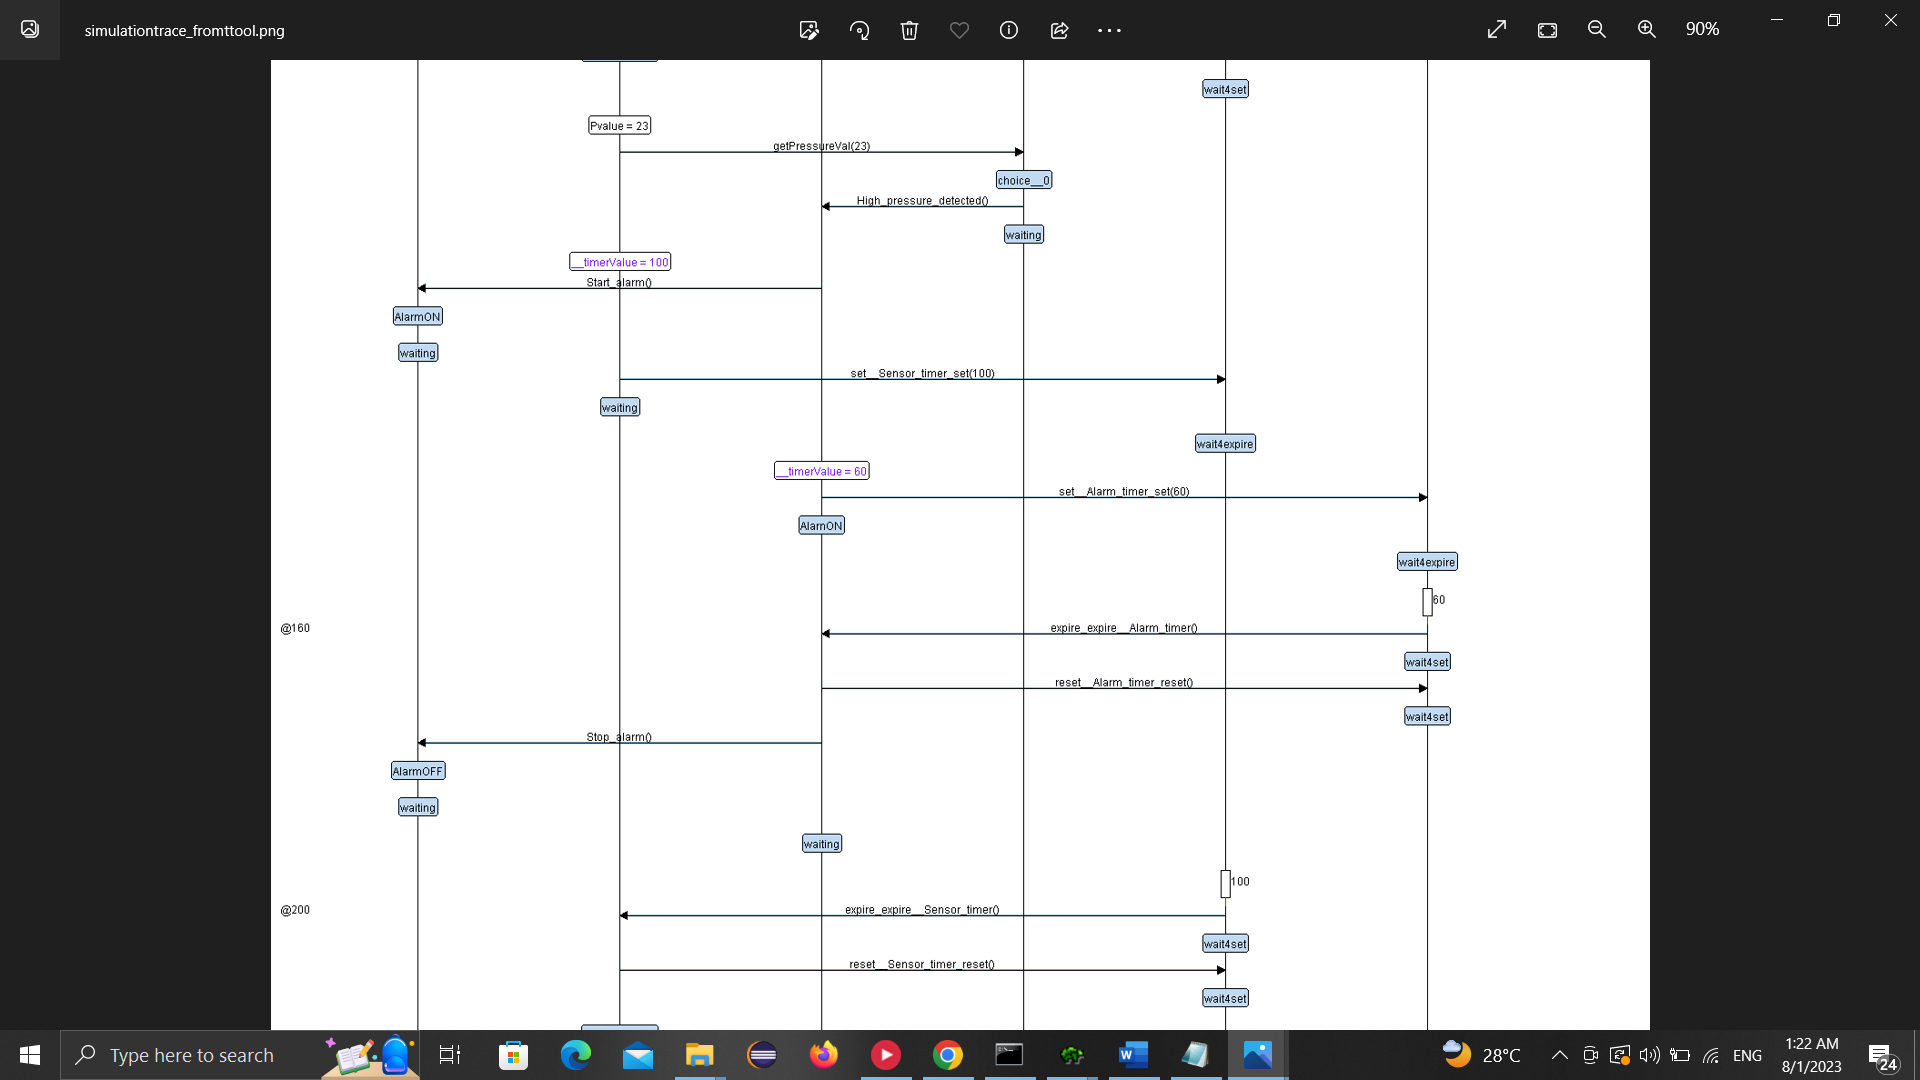 simulationtrace_fromttool.png
90%
wait4set
Pvalue = 23
getPressureVal(23)
choice__0
High_pressure_detected()
waiting
__timerValue = 100
Start_alarm()
AlarmON
waiting
set__Sensor_timer_set(100)
waiting
wait4expire
__timerValue = 60
set__Alarm_timer_set(60)
AlarnON
wait4expire
60
@160
expire_expire__Alarm_timer()
wait4set
reset__Alarm_timer_reset()
wait4set
Stop_alarm()
AlarmOFF
waiting
waiting
100
@200
expire_expire__Sensor_timer()
wait4set
reset__Sensor_timer_reset()
wait4set
Type here to search
28°C
ENG
1:22 AM
8/1/2023
24